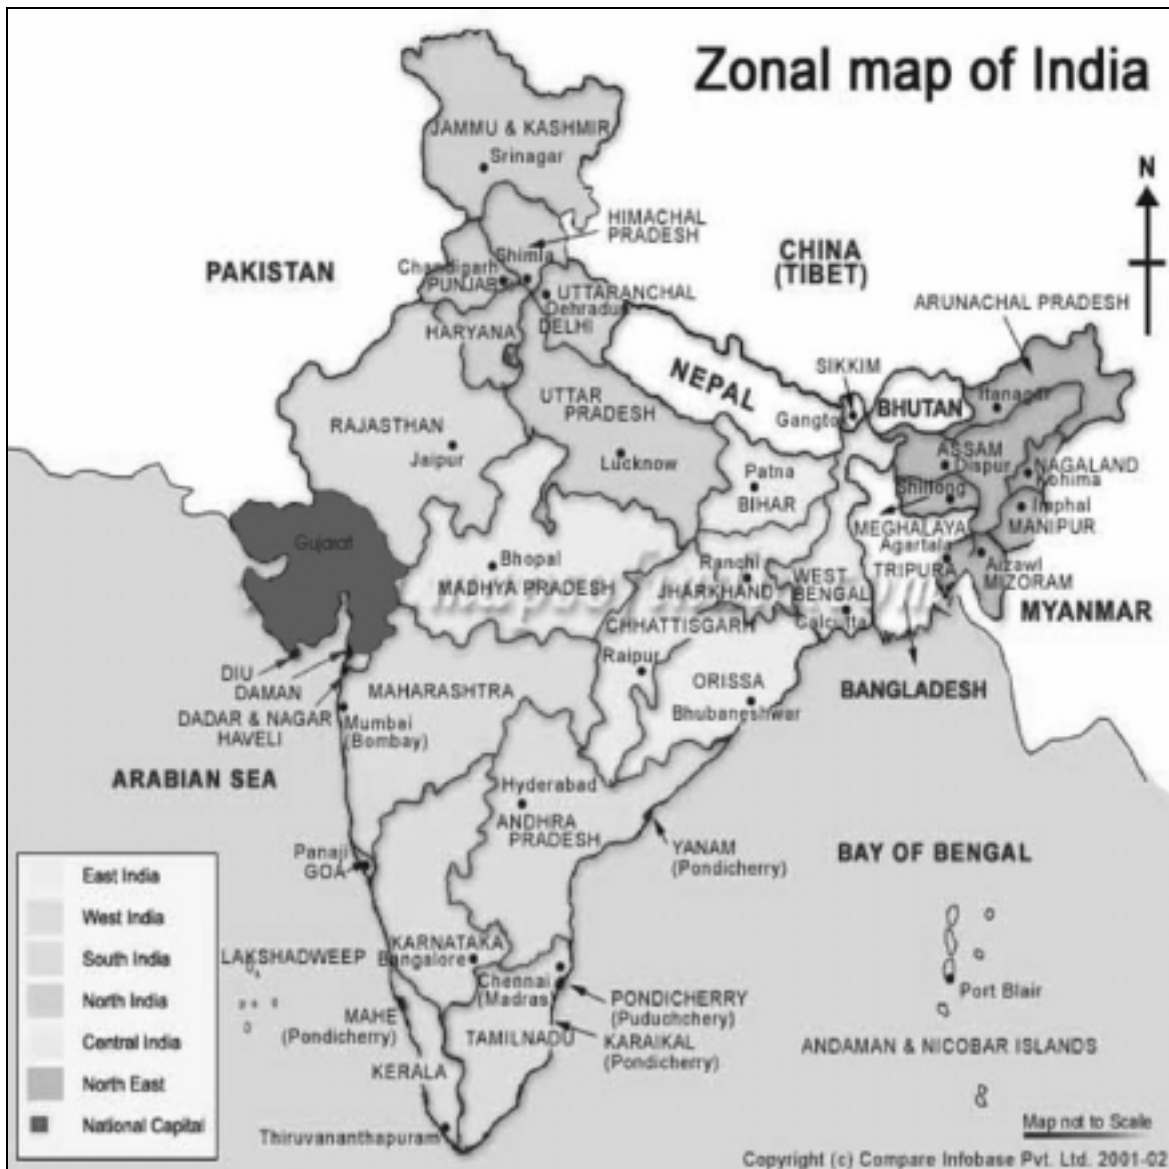 Zonal map of India
JAMMU & KASHMIR
Srinagar
N
HIMACHAL
PRADESH
CHINA
(TIBET)
PAKISTAN
Shimla
Chandigarh
PUNJAB
UTTARANCHAL
Dehradun
DELHI
HARYANA
ARUNACHAL PRADESH
NEPAL
SIKKIM
BHUTAN
Itanagar
Gangto
UTTAR
PRADESH
RAJASTHAN
Jaipur
Lucknow
Patna
BIHAR
ASSAM
Dispur
NAGALAND
Kohima
Shillong
Imphal
MANIPUR
MEGHALAYA
Agartala
TRIPURA
Aizawl
MIZORAM
Gujarat
Bhopal
MADHYA PRADESH
Ranchi
JHARKHAND
WEST
BENGAL
Calcutta
MYANMAR
CHHATTISGARH
Raipur
ORISSA
Bhubaneshwar
BANGLADESH
DIU
DAMAN
DADAR & NAGAR
HAVELI
MAHARASHTRA
Mumbai
(Bombay)
ARABIAN SEA
Hyderabad
ANDHRA
PRADESH
YANAM
(Pondicherry)
BAY OF BENGAL
Panaji
GOA
East India
West India
South India
North India
Central India
North East
National Capital
LAKSHADWEEP
KARNATAKA
Bangalore
Chennai
(Madras)
PONDICHERRY
(Puduchchery)
Port Blair
MAHE
(Pondicherry)
TAMILNADU
KARAIKAL
(Pondicherry)
ANDAMAN & NICOBAR ISLANDS
KERALA
Thiruvananthapuram
Map not to Scale
Copyright (c) Compare Infobase Pvt. Ltd. 2001-02